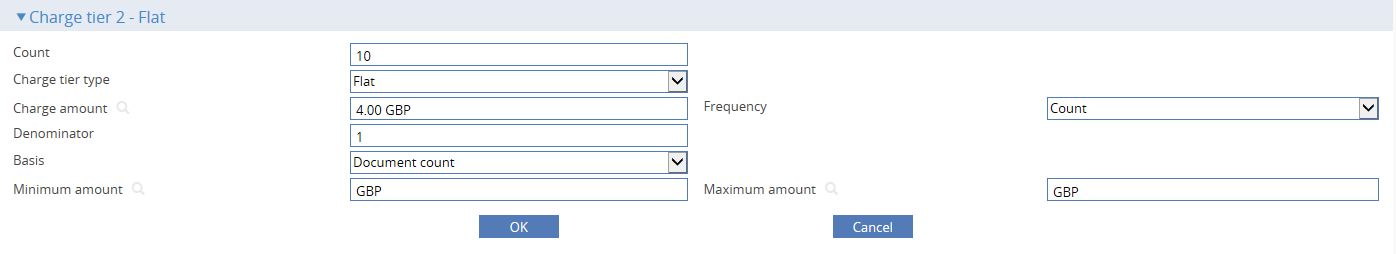 Charge tier 2 - Flat
Count 10
Charge tier type Flat
Charge amount 4.00 GBP Frequency Count
Denominator 1
Basis Document count
Minimum amount GBP Maximum amount GBP
OK Cancel